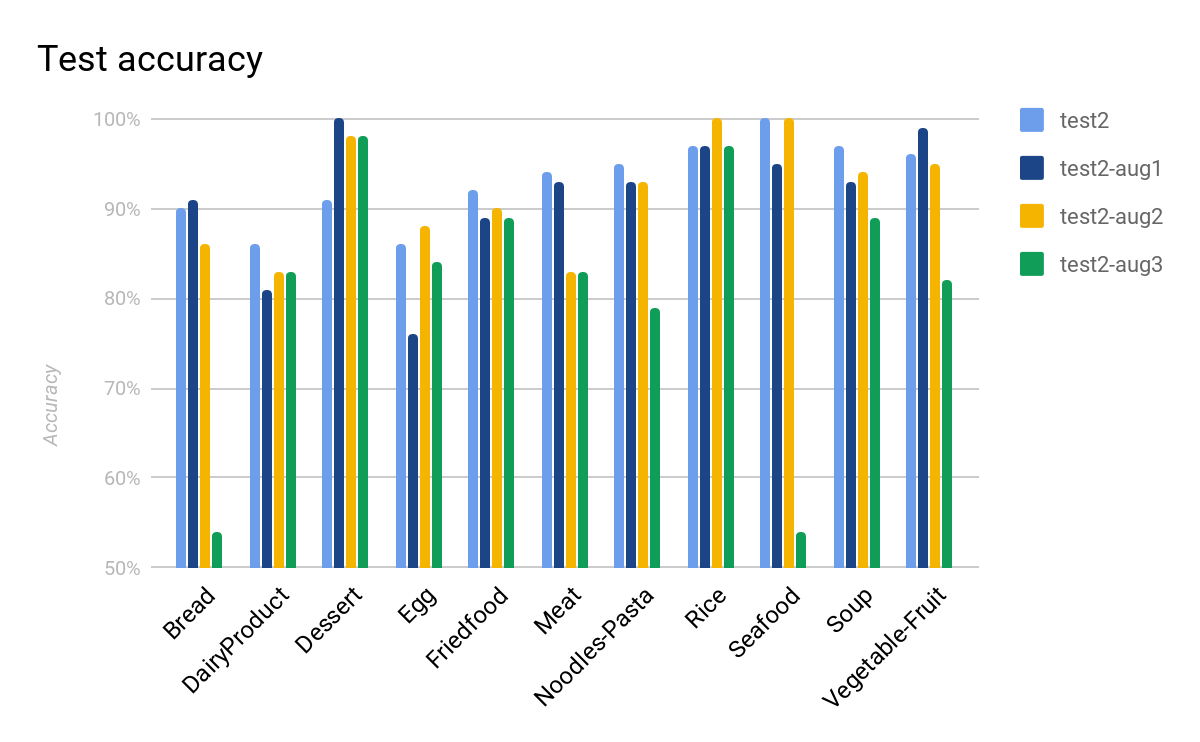 Test accuracy
100%
90%
80%
70%
60%
50%
Accuracy
Bread
DairyProduct
Dessert
Egg
Friedfood
Meat
Noodles-Pasta
Rice
Seafood
Soup
Vegetable-Fruit
test2
test2-aug1
test2-aug2
test2-aug3